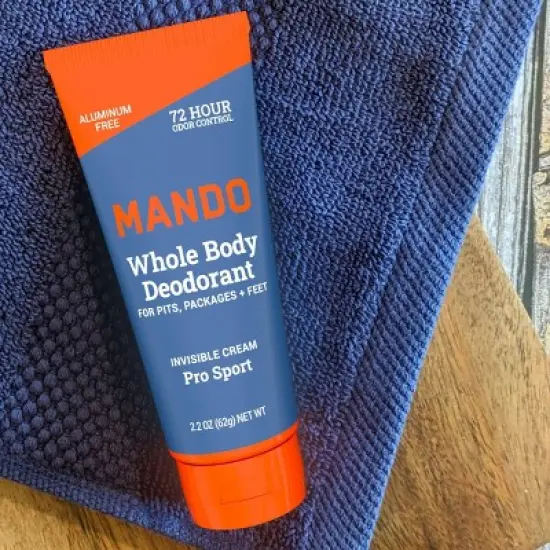 ALUMINUM
FREE
72 HOUR
ODOR CONTROL
MANDO
Whole Body
Deodorant
FOR PITS, PACKAGES + FEET
INVISIBLE CREAM
Pro Sport
2.2 OZ (62g) NET WT